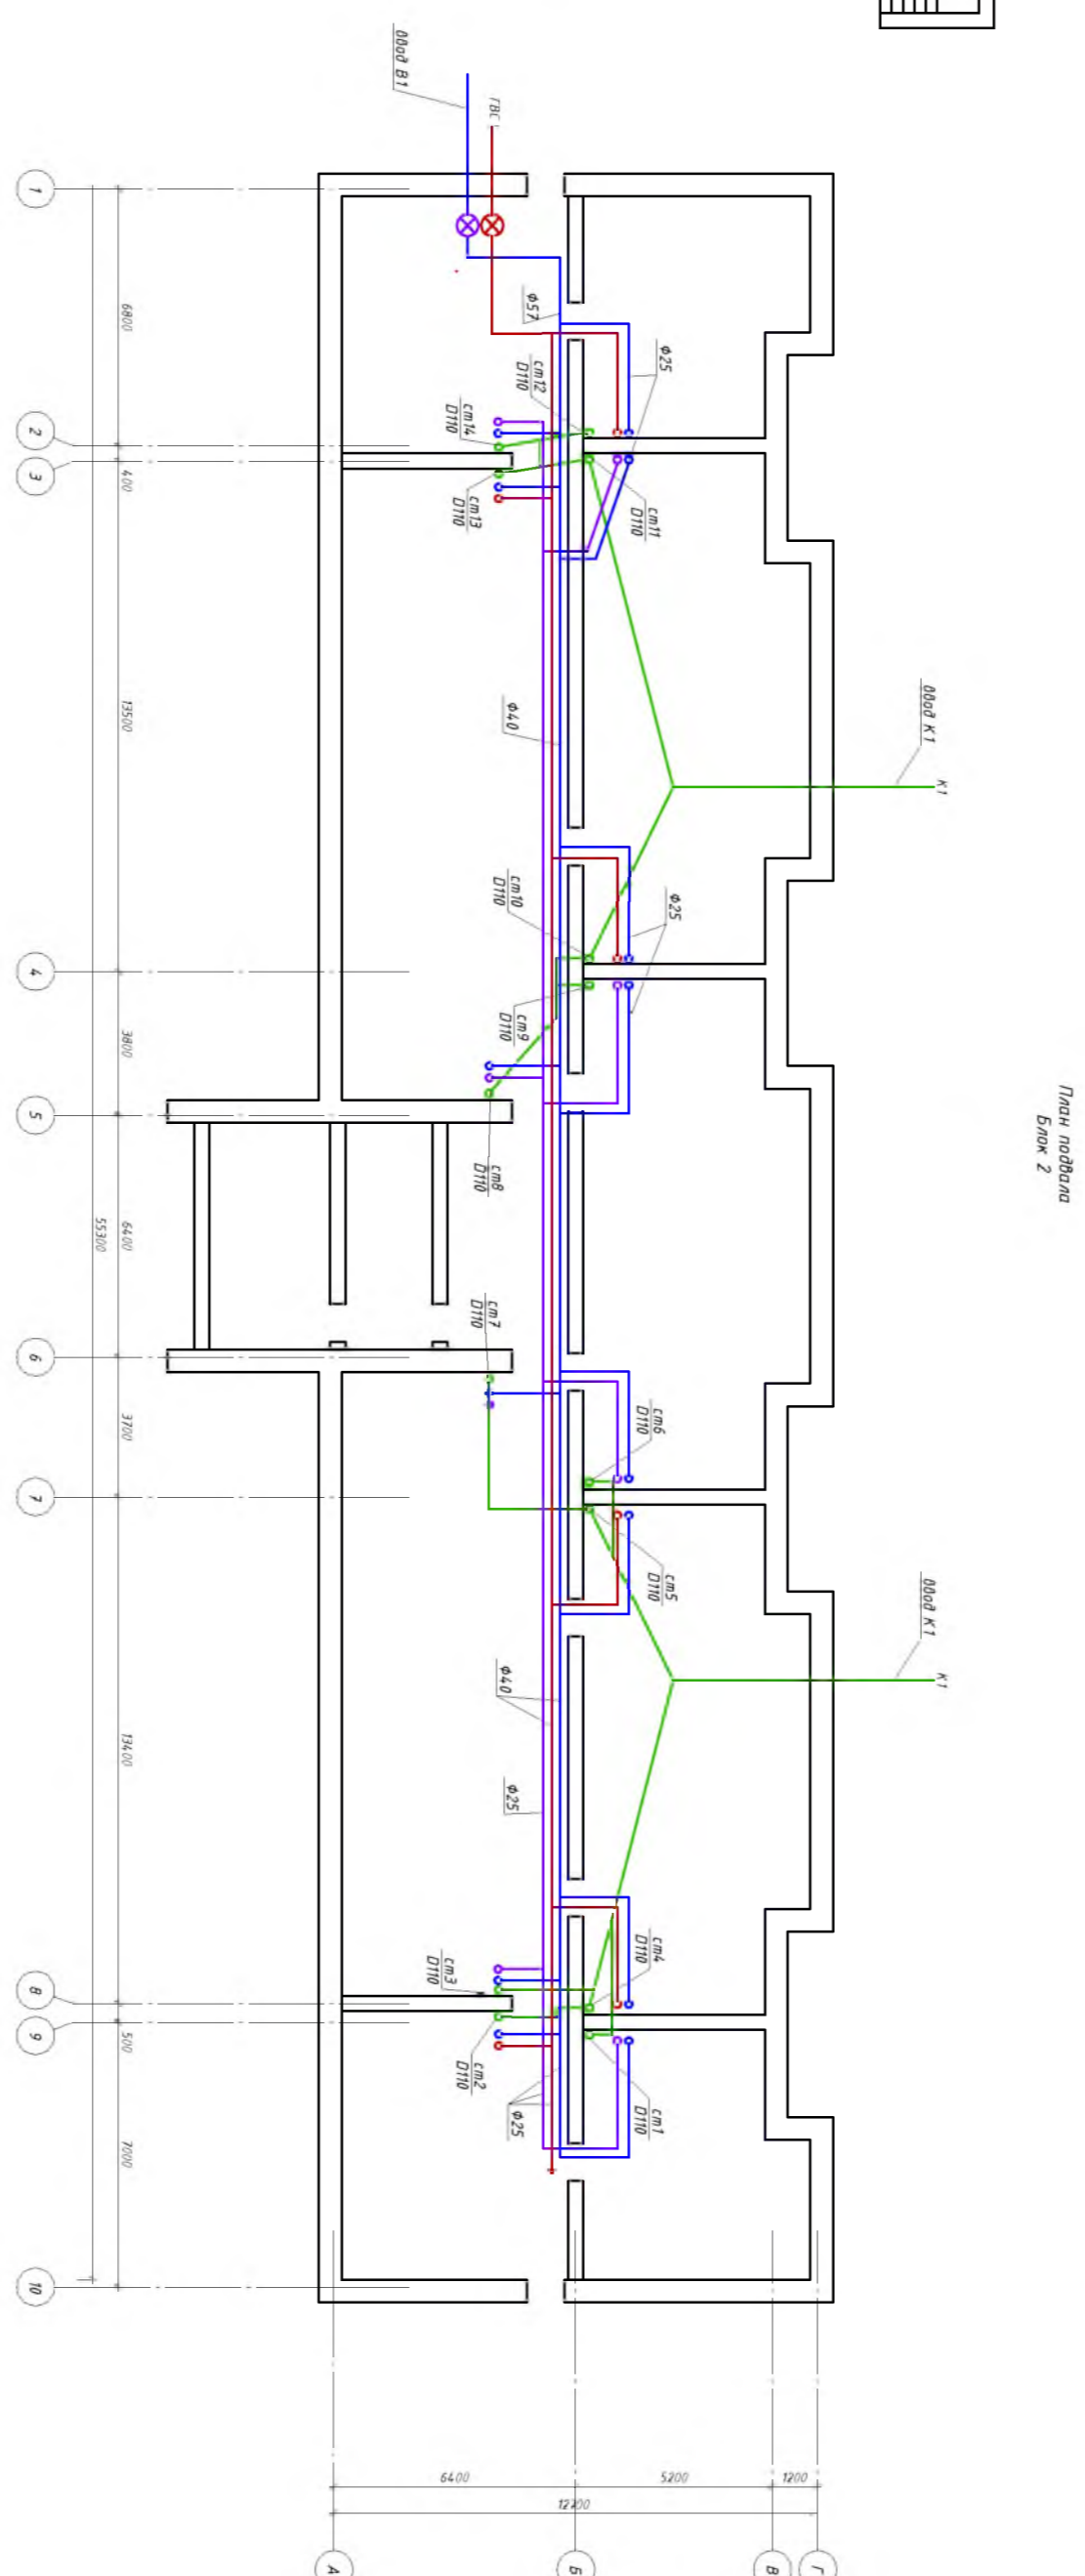 План подвала
Блок 2
ввод В1
ГВС
ф57
ф25
ст12
D110
ст14
D110
ст13
D110
ст11
D110
ф40
ввод К1
К1
ст10
D110
ф25
ст9
D110
ст8
D110
ст7
D110
ст6
D110
ст5
D110
ввод К1
К1
ф40
ф25
ст4
D110
ст3
D110
ст2
D110
ст1
D110
ф25
6800
400
13500
3800
6400
3700
13400
500
7000
55300
1
2
3
4
5
6
7
8
9
10
6400
5200
1200
А
Б
В
Г